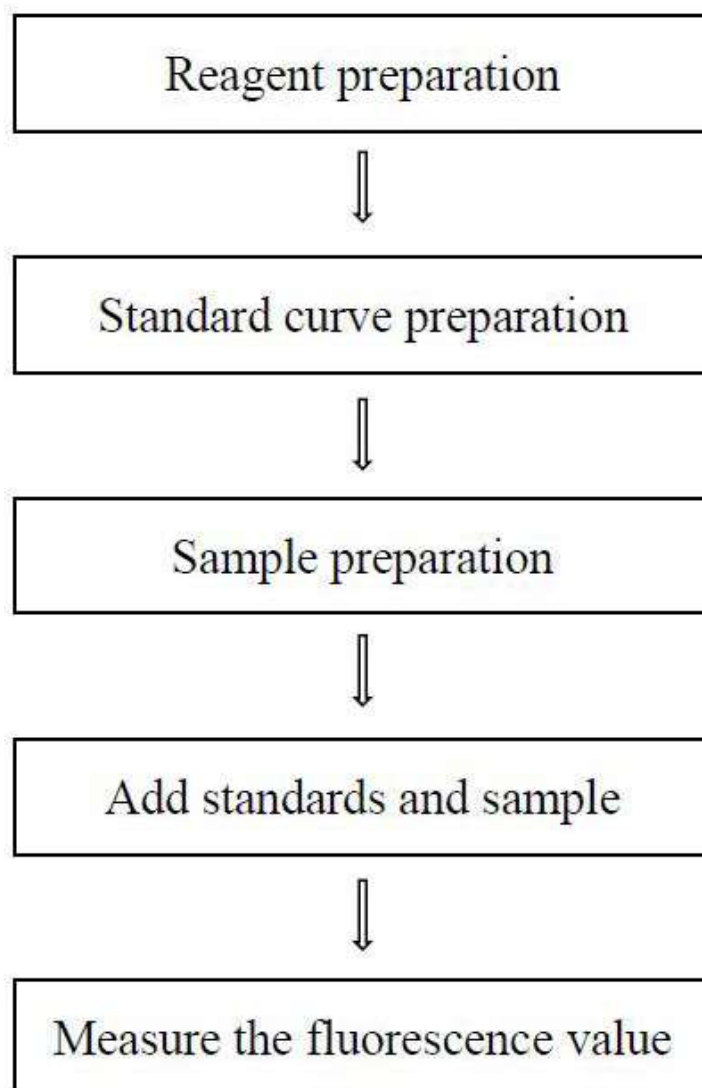 Reagent preparation
Standard curve preparation
Sample preparation
Add standards and sample
Measure the fluorescence value